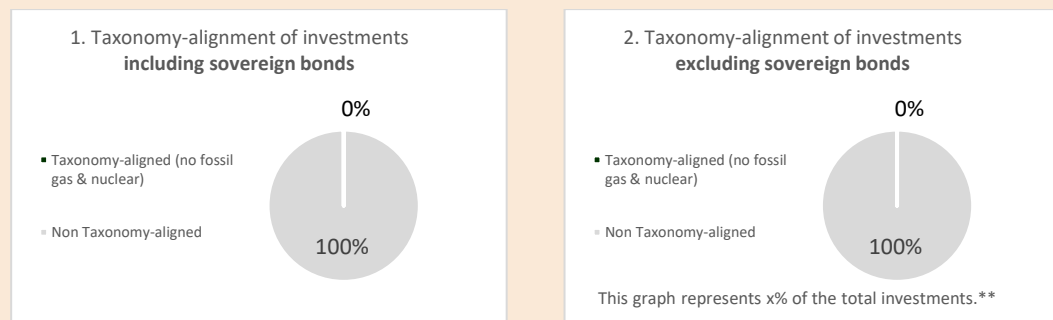 1. Taxonomy-alignment of investments
including sovereign bonds
0%
Taxonomy-aligned (no fossil
gas & nuclear)
Non Taxonomy-aligned
100%
2. Taxonomy-alignment of investments
excluding sovereign bonds
0%
Taxonomy-aligned (no fossil
gas & nuclear)
Non Taxonomy-aligned
100%
This graph represents x% of the total investments.**